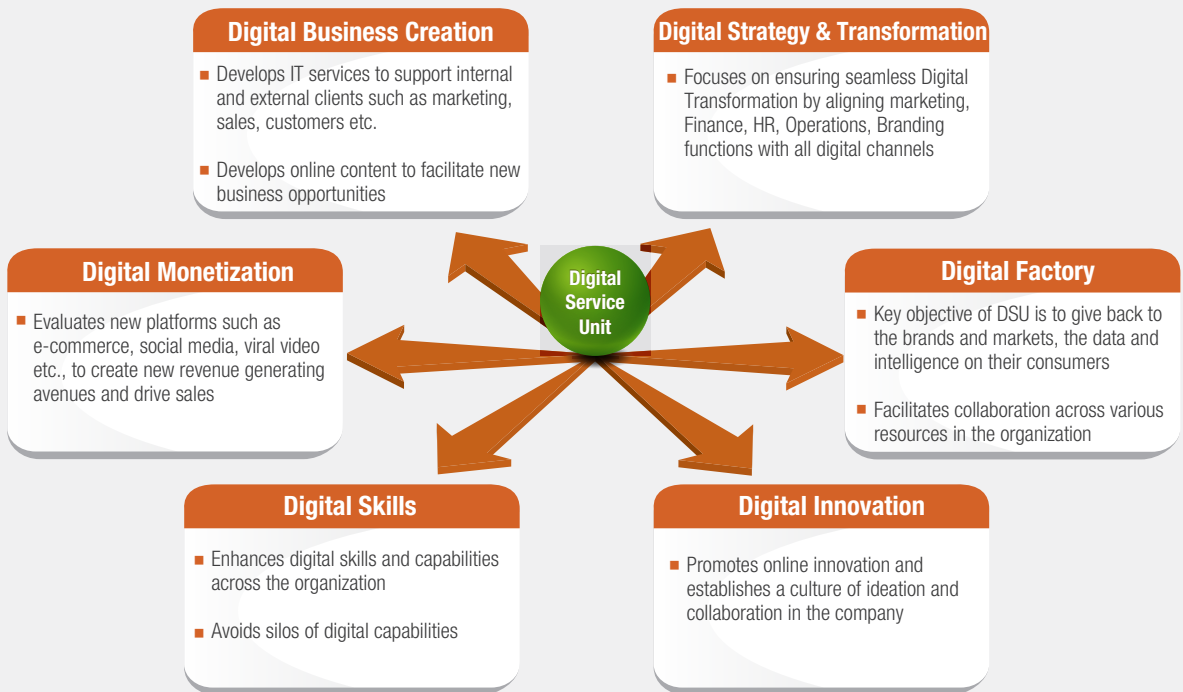 Digital Business Creation
Develops IT services to support internal
and external clients such as marketing,
sales, customers etc.
Develops online content to facilitate new
business opportunities
Digital Strategy & Transformation
Focuses on ensuring seamless Digital
Transformation by aligning marketing,
Finance, HR, Operations, Branding
functions with all digital channels
Digital Monetization
Evaluates new platforms such as
e-commerce, social media, viral video
etc., to create new revenue generating
avenues and drive sales
Digital
Service
Unit
Digital Factory
Key objective of DSU is to give back to
the brands and markets, the data and
intelligence on their consumers
Facilitates collaboration across various
resources in the organization
Digital Skills
Enhances digital skills and capabilities
across the organization
Avoids silos of digital capabilities
Digital Innovation
Promotes online innovation and
establishes a culture of ideation and
collaboration in the company